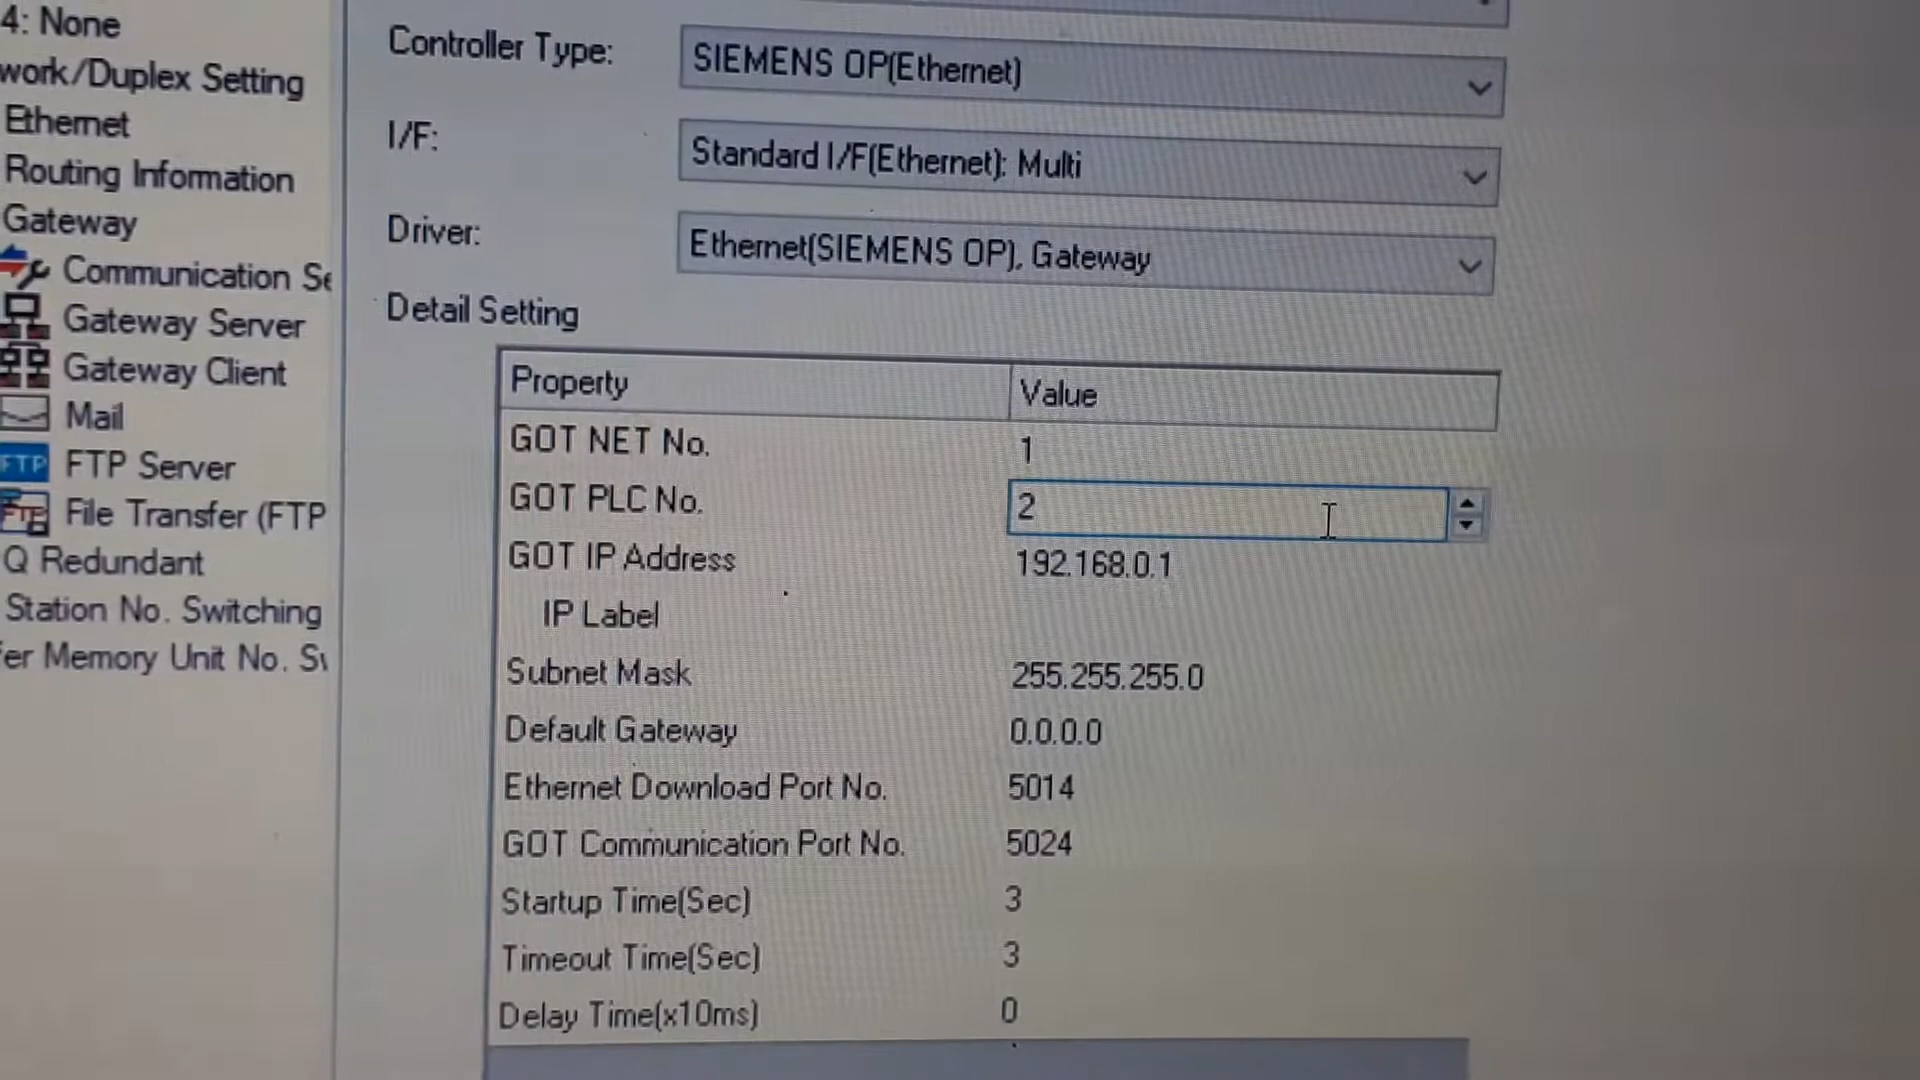 4: None
work/Duplex Setting
Ethernet
Routing Information
Gateway
Communication Se
Gateway Server
Gateway Client
Mail
FTP FTP Server
FTP File Transfer (FTP
Q Redundant
Station No. Switching
fer Memory Unit No. Sw
Controller Type: SIEMENS OP(Ethernet)
I/F: Standard I/F(Ethernet): Multi
Driver: Ethernet(SIEMENS OP), Gateway
Detail Setting
Property Value
GOT NET No. 1
GOT PLC No. 2
GOT IP Address 192.168.0.1
IP Label
Subnet Mask 255.255.255.0
Default Gateway 0.0.0.0
Ethernet Download Port No. 5014
GOT Communication Port No. 5024
Startup Time(Sec) 3
Timeout Time(Sec) 3
Delay Time(x10ms) 0